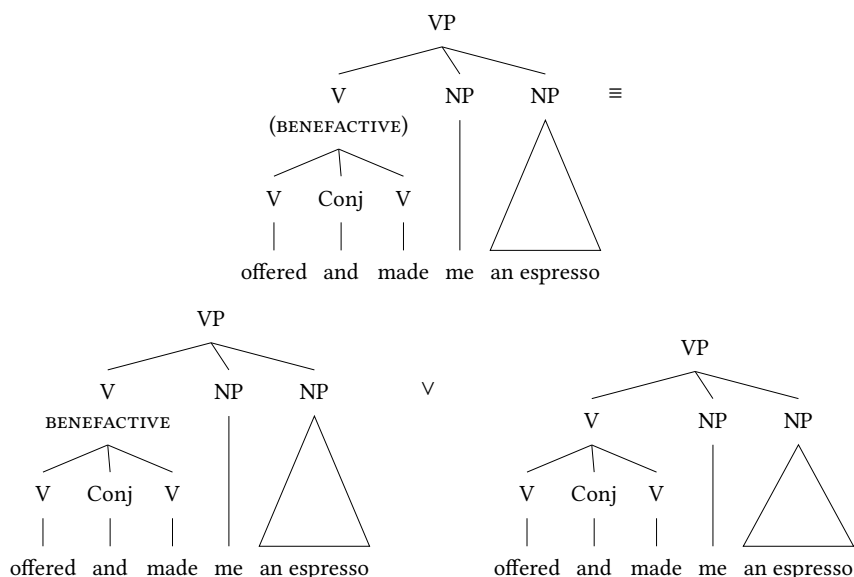 VP
V NP NP ≡
(BENEFACTIVE)
V Conj V
offered and made me an espresso
VP
V NP NP ∨
BENEFACTIVE
V Conj V
offered and made me an espresso
VP
V NP NP
V Conj V
offered and made me an espresso